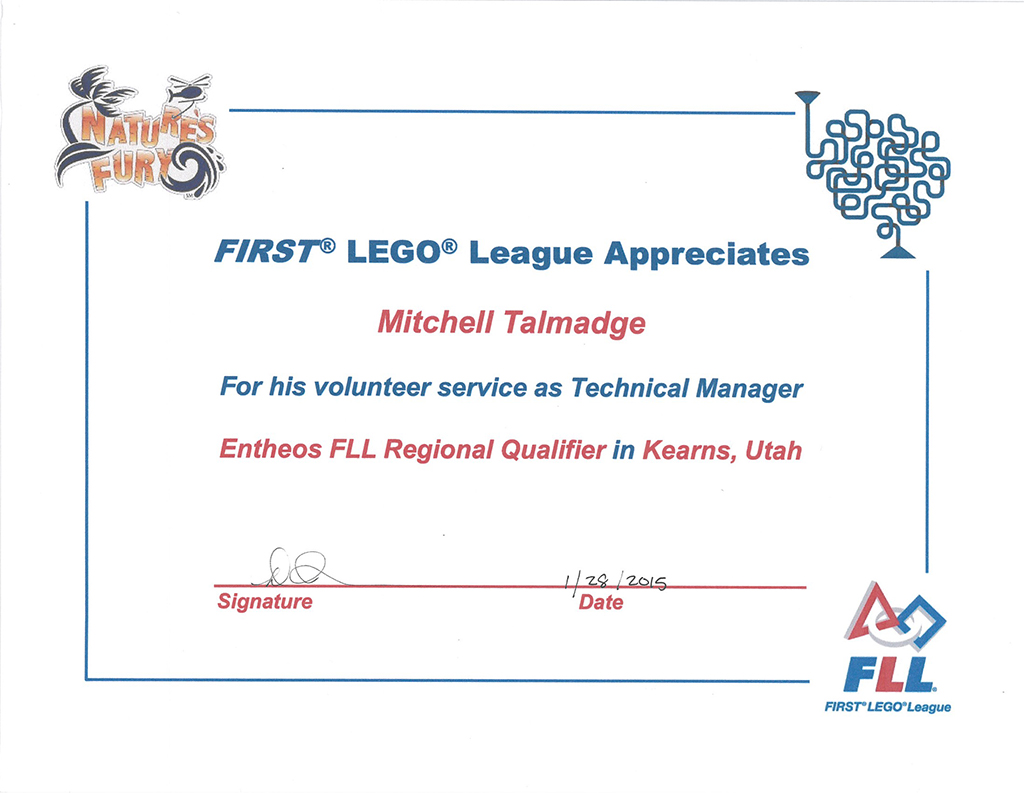 NATURE'S
FURY
SM
FIRST® LEGO® League Appreciates
Mitchell Talmadge
For his volunteer service as Technical Manager
Entheos FLL Regional Qualifier in Kearns, Utah
1/28/2015
Signature Date
FLL®
FIRST® LEGO® League